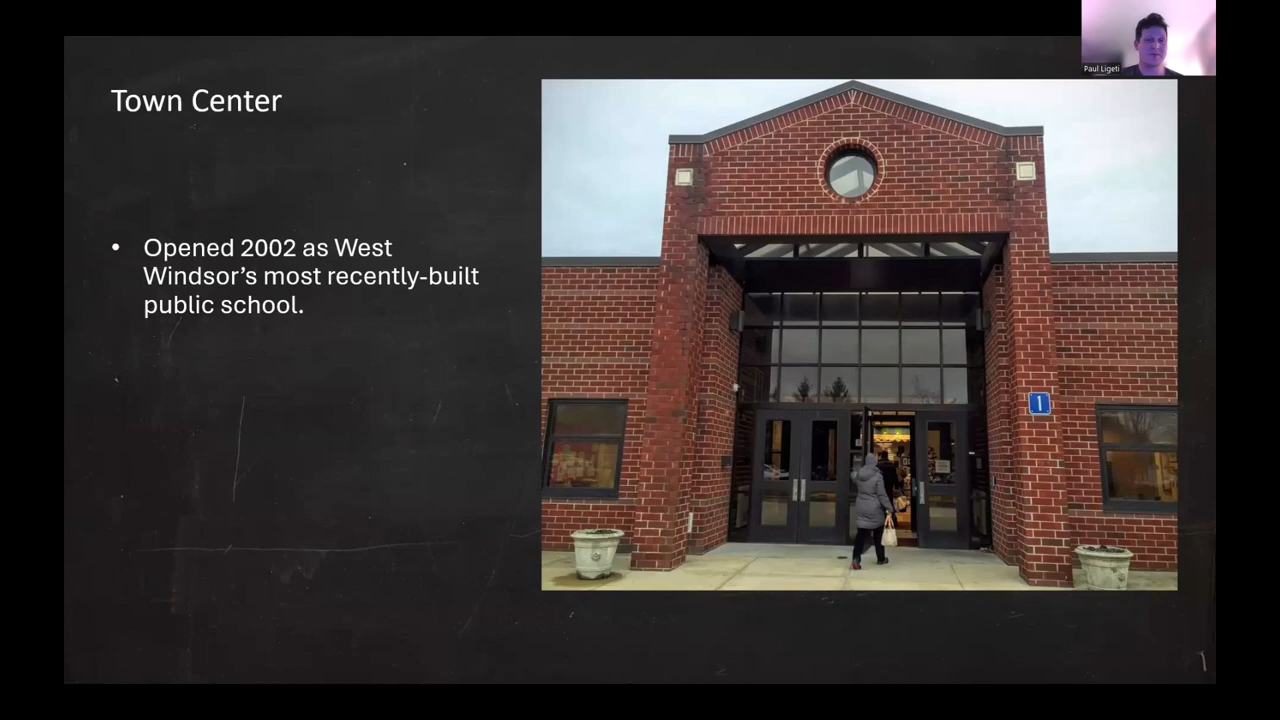 Paul Ligeti
Town Center
• Opened 2002 as West
Windsor’s most recently-built
public school.
1